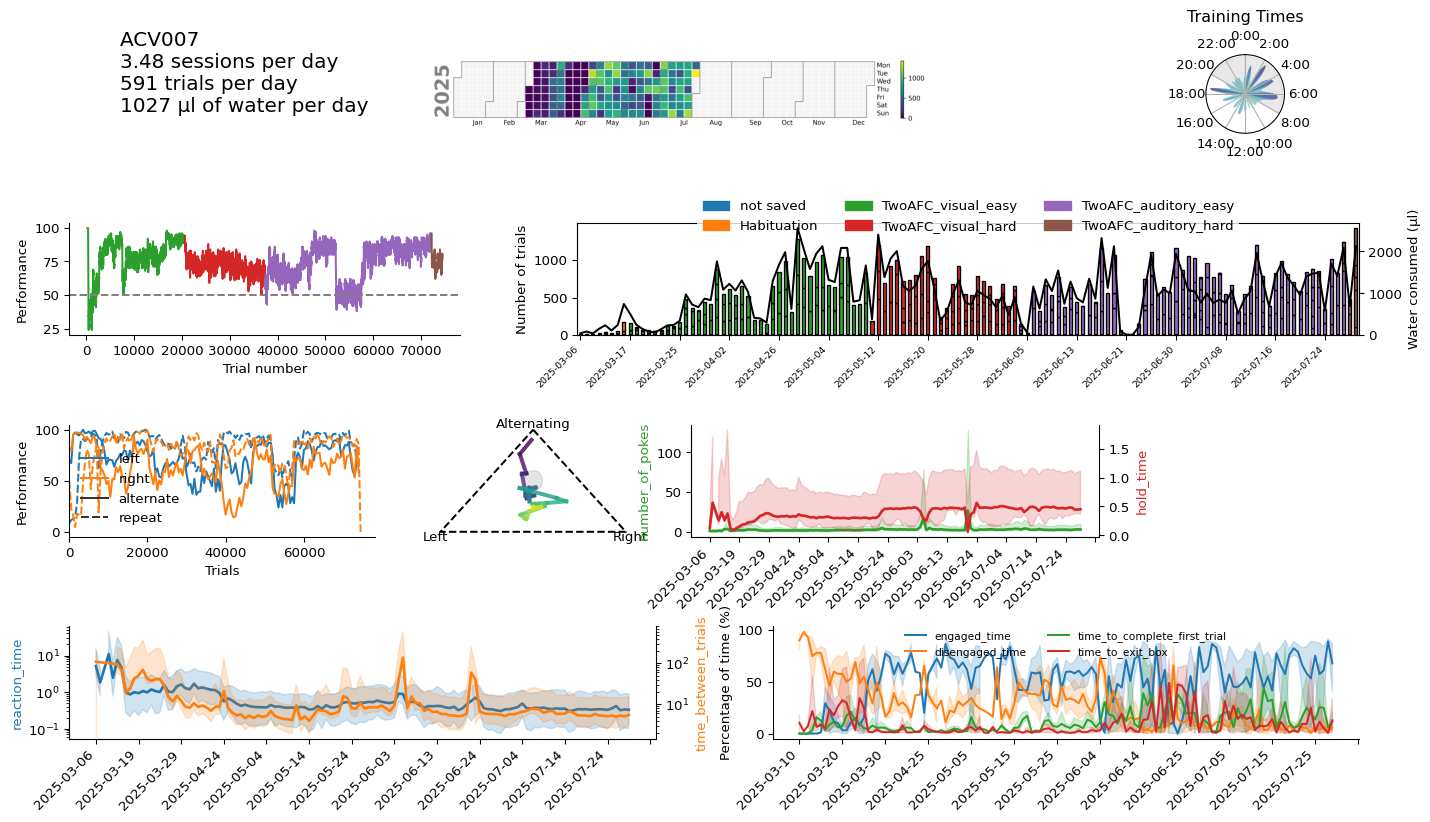 ACV007
3.48 sessions per day
591 trials per day
1027 µl of water per day
2025
Jan Feb Mar Apr May Jun Jul Aug Sep Oct Nov Dec
Mon
Tue
Wed
Thu
Fri
Sat
Sun
1000
500
0
Training Times
0:00
2:00
4:00
6:00
8:00
10:00
12:00
14:00
16:00
18:00
20:00
22:00
not saved
Habituation
TwoAFC_visual_easy
TwoAFC_visual_hard
TwoAFC_auditory_easy
TwoAFC_auditory_hard
Performance
100
75
50
25
0 10000 20000 30000 40000 50000 60000 70000
Trial number
Number of trials
1000
500
0
2000
1000
0
Water consumed (µl)
2025-03-06 2025-03-17 2025-03-25 2025-04-02 2025-04-26 2025-05-04 2025-05-12 2025-05-20 2025-05-28 2025-06-05 2025-06-13 2025-06-21 2025-06-30 2025-07-08 2025-07-16 2025-07-24
Performance
100
50
0
left
right
alternate
repeat
0 20000 40000 60000
Trials
Alternating
Left
Right
number_of_pokes
100
50
0
1.5
1.0
0.5
0.0
hold_time
2025-03-06 2025-03-19 2025-03-29 2025-04-24 2025-05-04 2025-05-14 2025-05-24 2025-06-03 2025-06-13 2025-06-24 2025-07-04 2025-07-14 2025-07-24
reaction_time
10¹
10⁰
10⁻¹
10²
10¹
time_between_trials
2025-03-06 2025-03-19 2025-03-29 2025-04-24 2025-05-04 2025-05-14 2025-05-24 2025-06-03 2025-06-13 2025-06-24 2025-07-04 2025-07-14 2025-07-24
Percentage of time (%)
100
50
0
engaged_time
disengaged_time
time_to_complete_first_trial
time_to_exit_box
2025-03-10 2025-03-20 2025-03-30 2025-04-25 2025-05-05 2025-05-15 2025-05-25 2025-06-04 2025-06-14 2025-06-25 2025-07-05 2025-07-15 2025-07-25